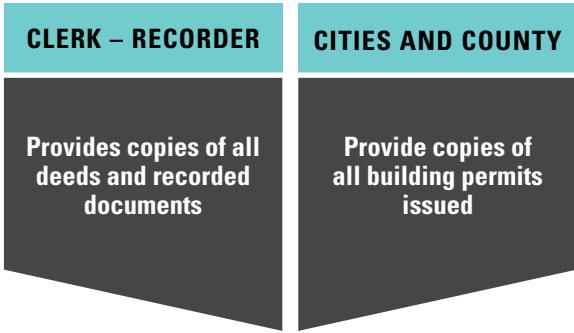 CLERK – RECORDER
Provides copies of all
deeds and recorded
documents
CITIES AND COUNTY
Provide copies of
all building permits
issued